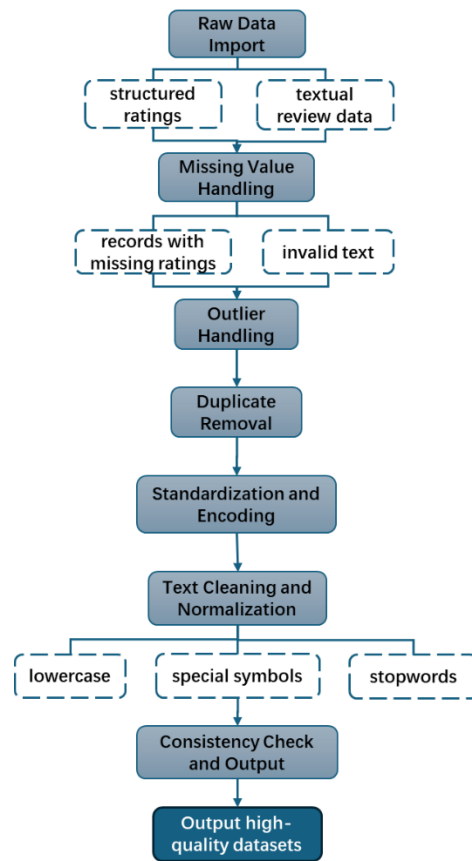 Raw Data
Import
structured
ratings
textual
review data
Missing Value
Handling
records with
missing ratings
invalid text
Outlier
Handling
Duplicate
Removal
Standardization and
Encoding
Text Cleaning and
Normalization
lowercase
special symbols
stopwords
Consistency Check
and Output
Output high-
quality datasets